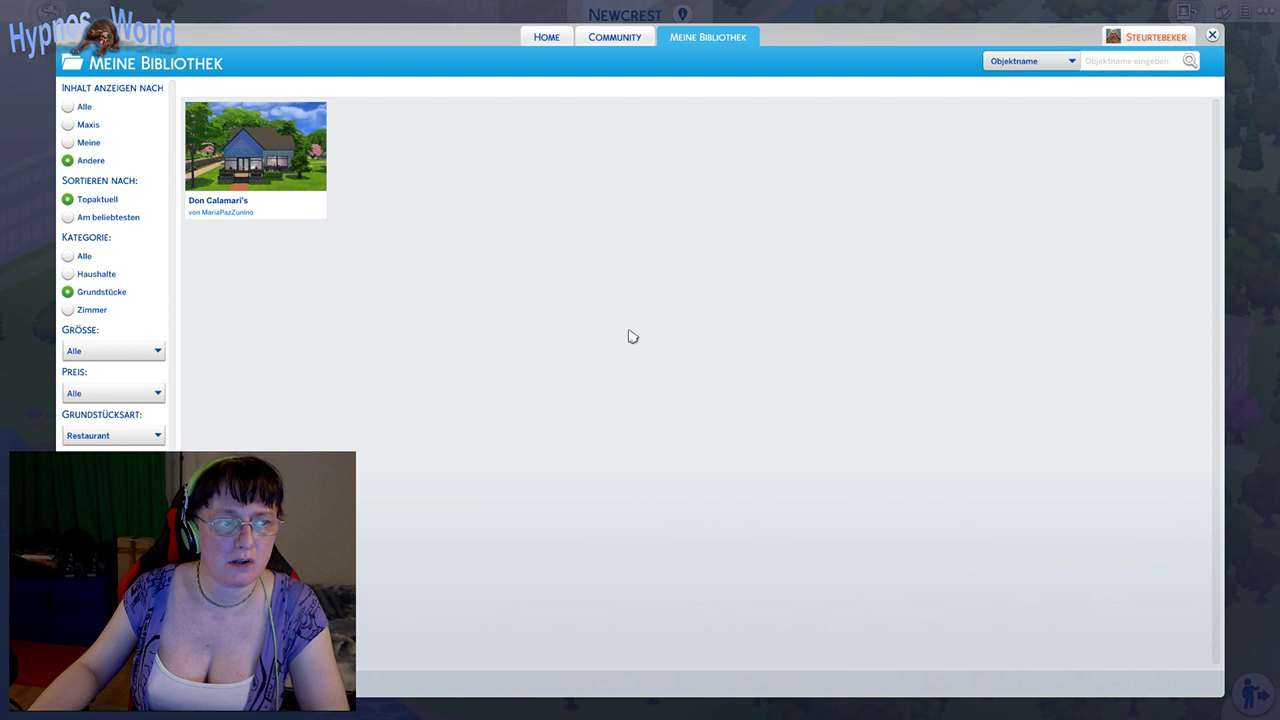 Hypnos World
NEWCREST
HOME
COMMUNITY
MEINE BIBLIOTHEK
STEURTEBEKER
MEINE BIBLIOTHEK
Objektname
Objektname eingeben
INHALT ANZEIGEN NACH
Alle
Maxis
Meine
Andere
SORTIEREN NACH:
Topaktuell
Am beliebtesten
KATEGORIE:
Alle
Haushalte
Grundstücke
Zimmer
GRÖSSE:
Alle
PREIS:
Alle
GRUNDSTÜCKSART:
Restaurant
Don Calamari's
von MariaPazZunino